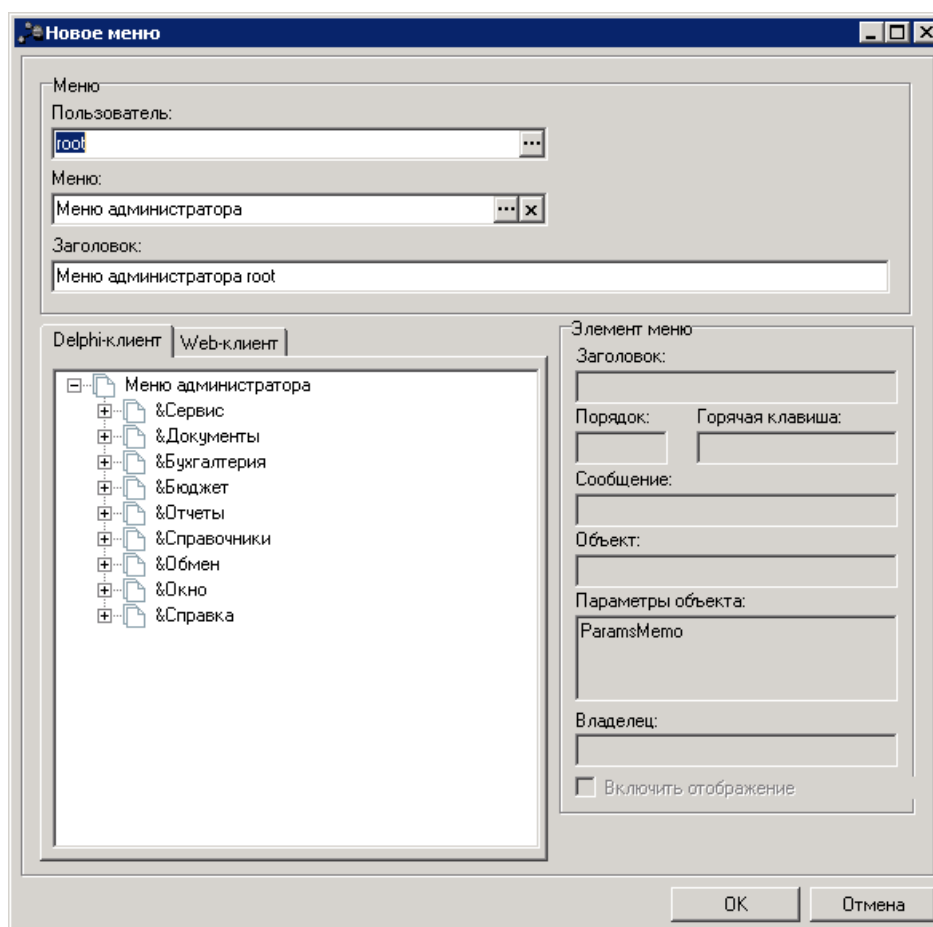 Новое меню
Меню
Пользователь:
root
Меню:
Меню администратора
Заголовок:
Меню администратора root
Delphi-клиент Web-клиент
Меню администратора
&Сервис
&Документы
&Бухгалтерия
&Бюджет
&Отчеты
&Справочники
&Обмен
&Окно
&Справка
Элемент меню
Заголовок:
Порядок: Горячая клавиша:
Сообщение:
Объект:
Параметры объекта:
ParamsMemo
Владелец:
Включить отображение
OK Отмена